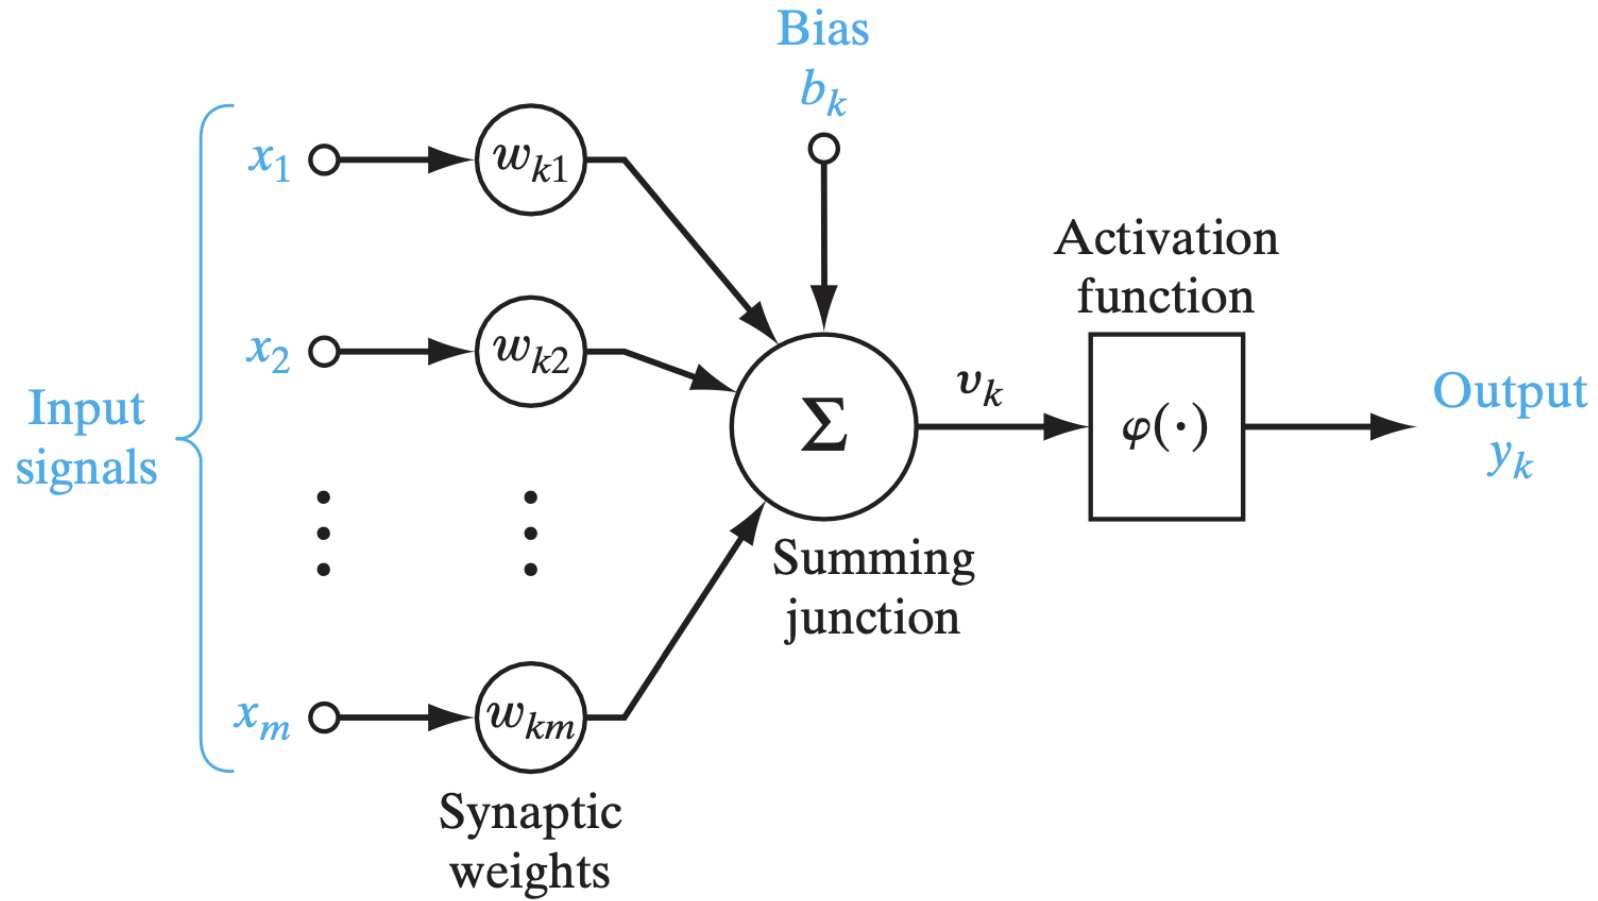 Bias
b_k
x_1
w_k1
Activation
function
x_2
w_k2
Input
signals
Σ
v_k
φ(·)
Output
y_k
Summing
junction
x_m
w_km
Synaptic
weights